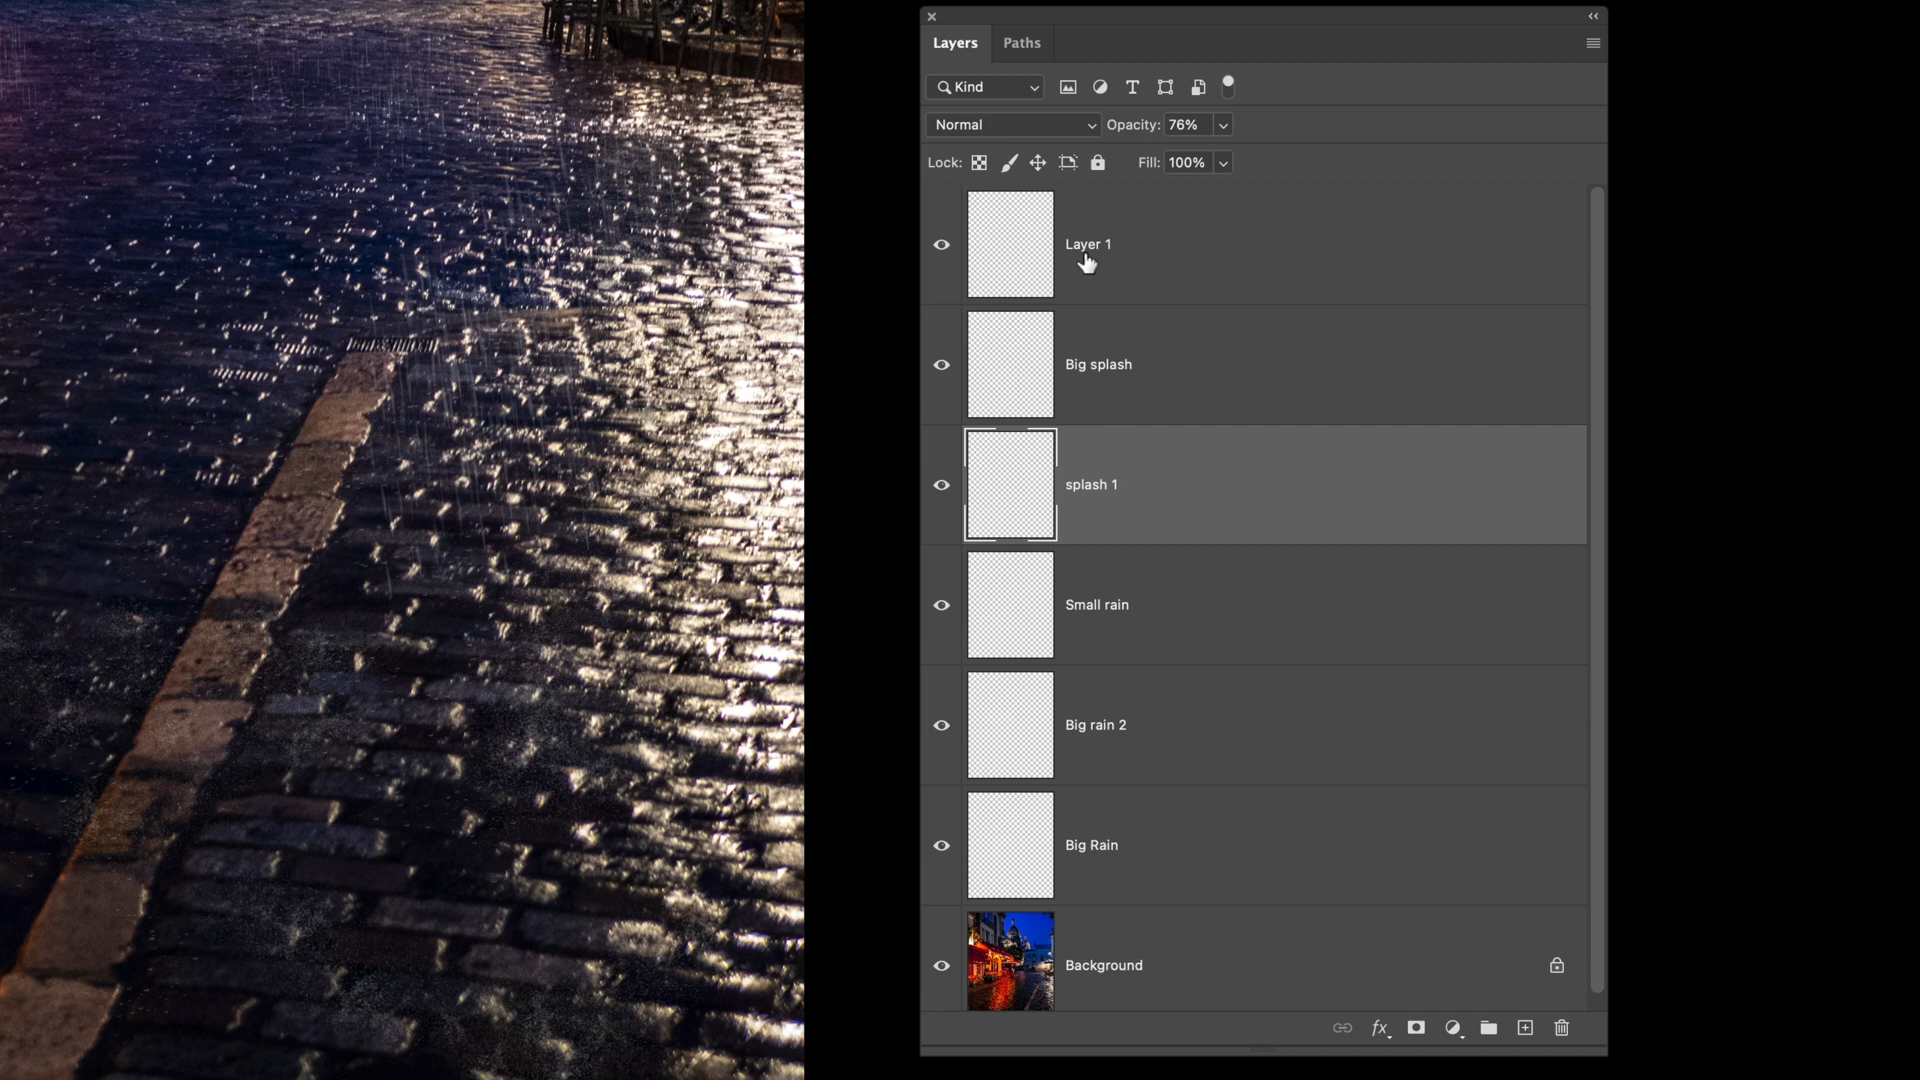 Layers Paths
Kind
Normal Opacity: 76%
Lock: Fill: 100%
Layer 1
Big splash
splash 1
Small rain
Big rain 2
Big Rain
Background
fx